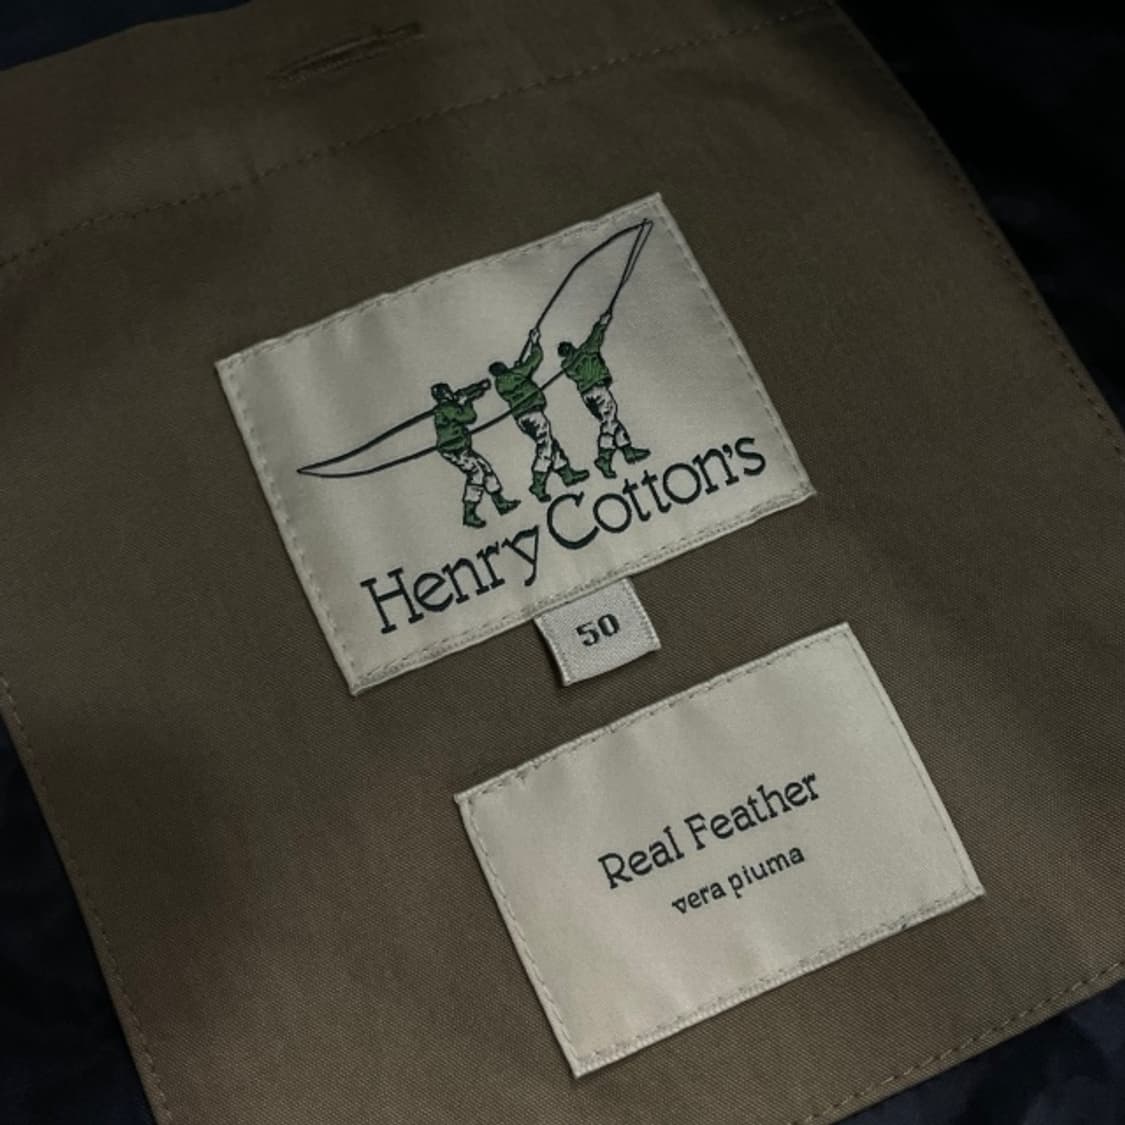 Henry Cotton's
50
Real Feather
vera piuma